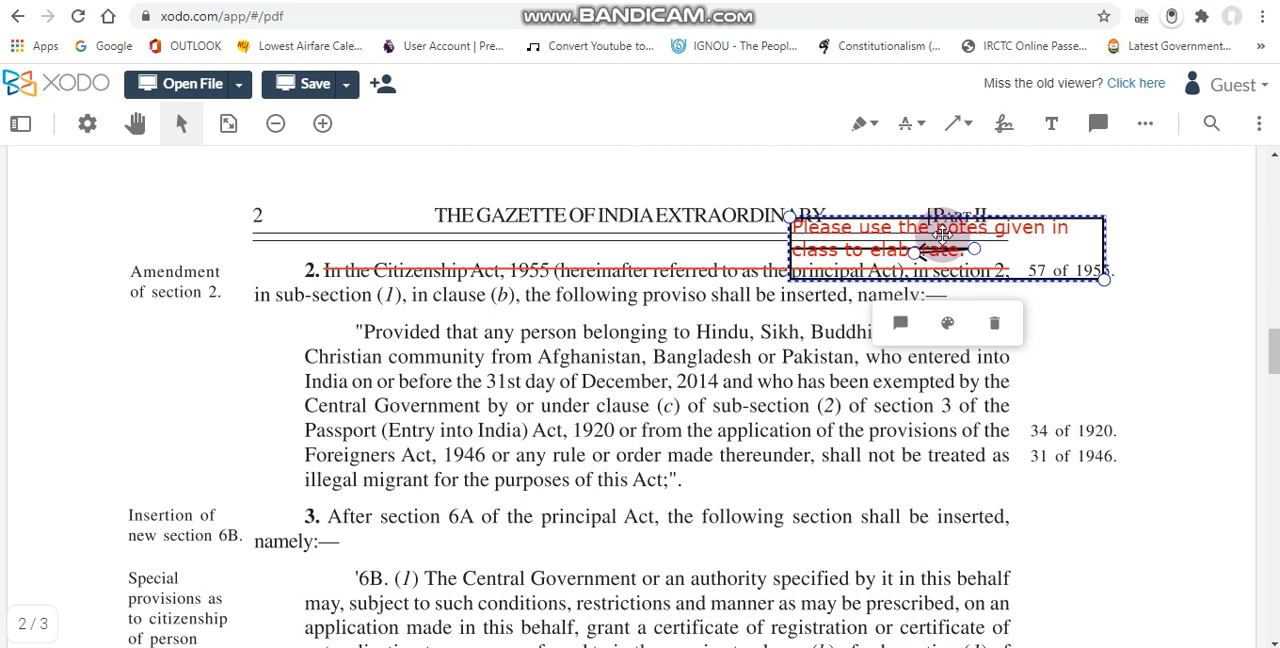 xodo.com/app/#/pdf
www.BANDICAM.com
OFF
Apps
Google
OUTLOOK
Lowest Airfare Cale...
User Account | Pre...
Convert Youtube to...
IGNOU - The Peopl...
Constitutionalism (...
IRCTC Online Passe...
Latest Government...
»
XODO
Open File
Save
Miss the old viewer? Click here
Guest
2
THE GAZETTE OF INDIA EXTRAORDINARY
[PART II
Please use the notes given in
class to elaborate.
Amendment
of section 2.
2. In the Citizenship Act, 1955 (hereinafter referred to as the principal Act), in section 2,
57 of 1955.
in sub-section (1), in clause (b), the following proviso shall be inserted, namely:—
"Provided that any person belonging to Hindu, Sikh, Buddhi
Christian community from Afghanistan, Bangladesh or Pakistan, who entered into
India on or before the 31st day of December, 2014 and who has been exempted by the
Central Government by or under clause (c) of sub-section (2) of section 3 of the
Passport (Entry into India) Act, 1920 or from the application of the provisions of the
34 of 1920.
Foreigners Act, 1946 or any rule or order made thereunder, shall not be treated as
31 of 1946.
illegal migrant for the purposes of this Act;".
Insertion of
new section 6B.
3. After section 6A of the principal Act, the following section shall be inserted,
namely:—
Special
provisions as
to citizenship
of person
'6B. (1) The Central Government or an authority specified by it in this behalf
may, subject to such conditions, restrictions and manner as may be prescribed, on an
application made in this behalf, grant a certificate of registration or certificate of
2 / 3